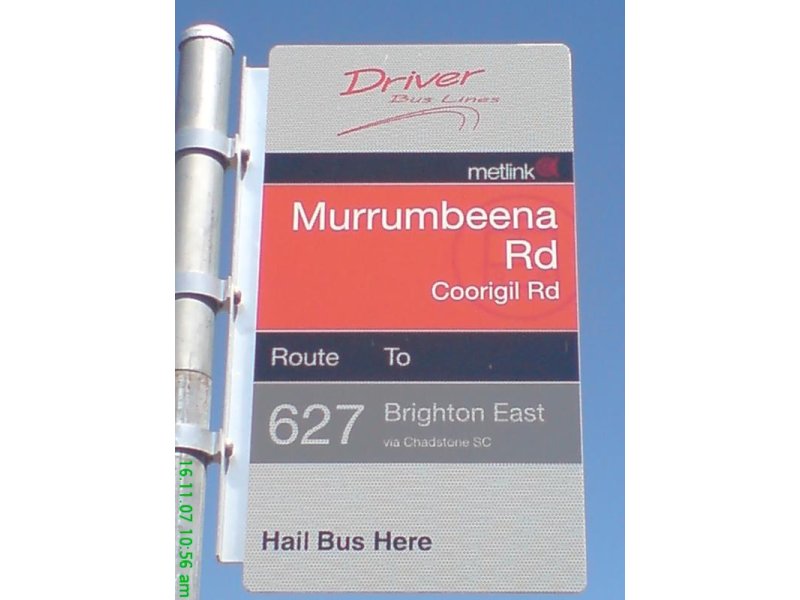 Driver
Bus Lines
metlink
Murrumbeena
Rd
Coorigil Rd
Route To
627 Brighton East
via Chadstone SC
Hail Bus Here
16.11.07 10:56 am